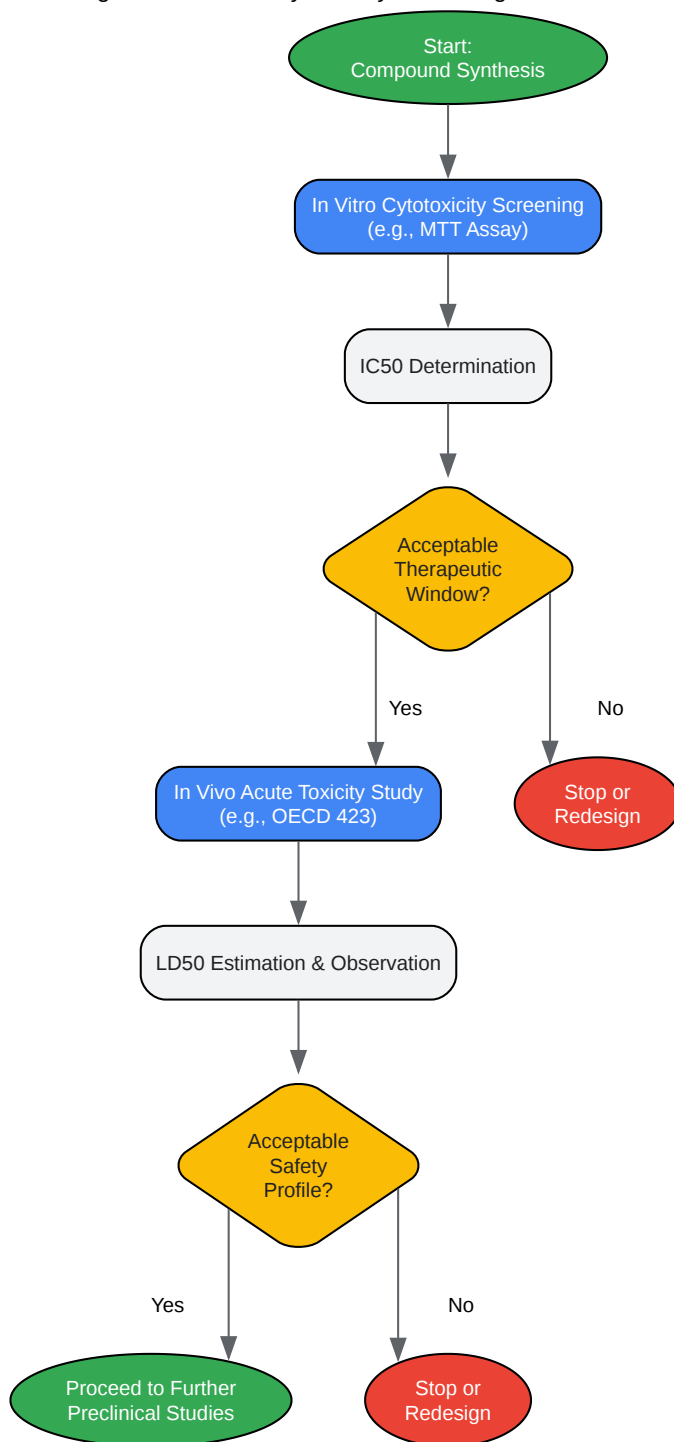 Start:
Compound Synthesis
In Vitro Cytotoxicity Screening
(e.g., MTT Assay)
IC50 Determination
Acceptable
Therapeutic
Window?
Yes
No
In Vivo Acute Toxicity Study
(e.g., OECD 423)
Stop or
Redesign
LD50 Estimation & Observation
Acceptable
Safety
Profile?
Yes
No
Proceed to Further
Preclinical Studies
Stop or
Redesign